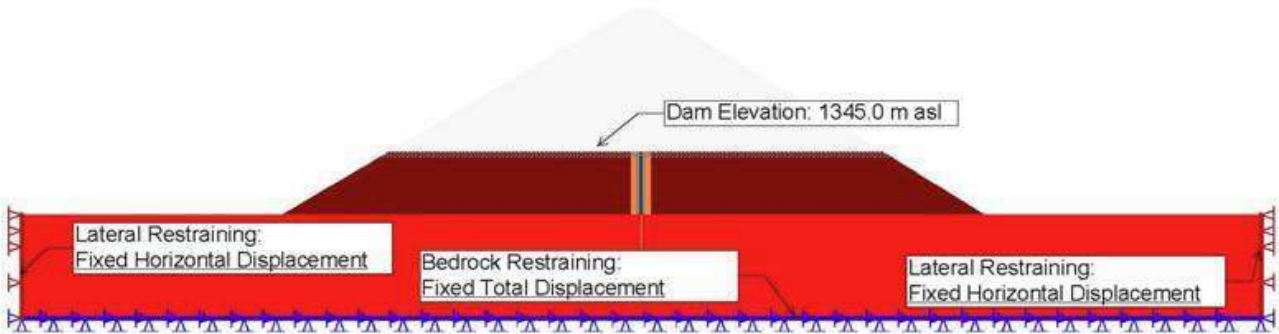 Dam Elevation: 1345.0 m asl
Lateral Restraining:
Fixed Horizontal Displacement
Bedrock Restraining:
Fixed Total Displacement
Lateral Restraining:
Fixed Horizontal Displacement